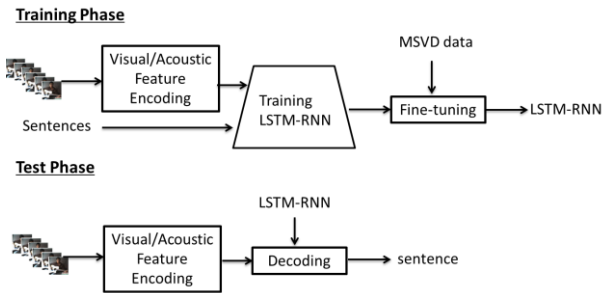 Training Phase
MSVD data
Visual/Acoustic
Feature
Encoding
Training
LSTM-RNN
Fine-tuning
LSTM-RNN
Sentences
Test Phase
LSTM-RNN
Visual/Acoustic
Feature
Encoding
Decoding
sentence